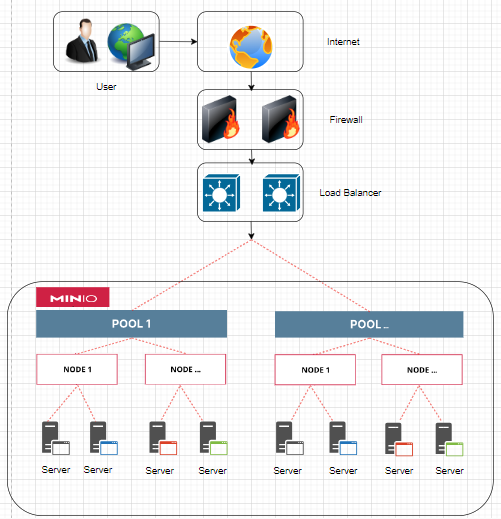 Internet
User
Firewall
Load Balancer
MINIO
POOL 1
POOL ...
NODE 1
NODE ...
NODE 1
NODE ...
Server
Server
Server
Server
Server
Server
Server
Server